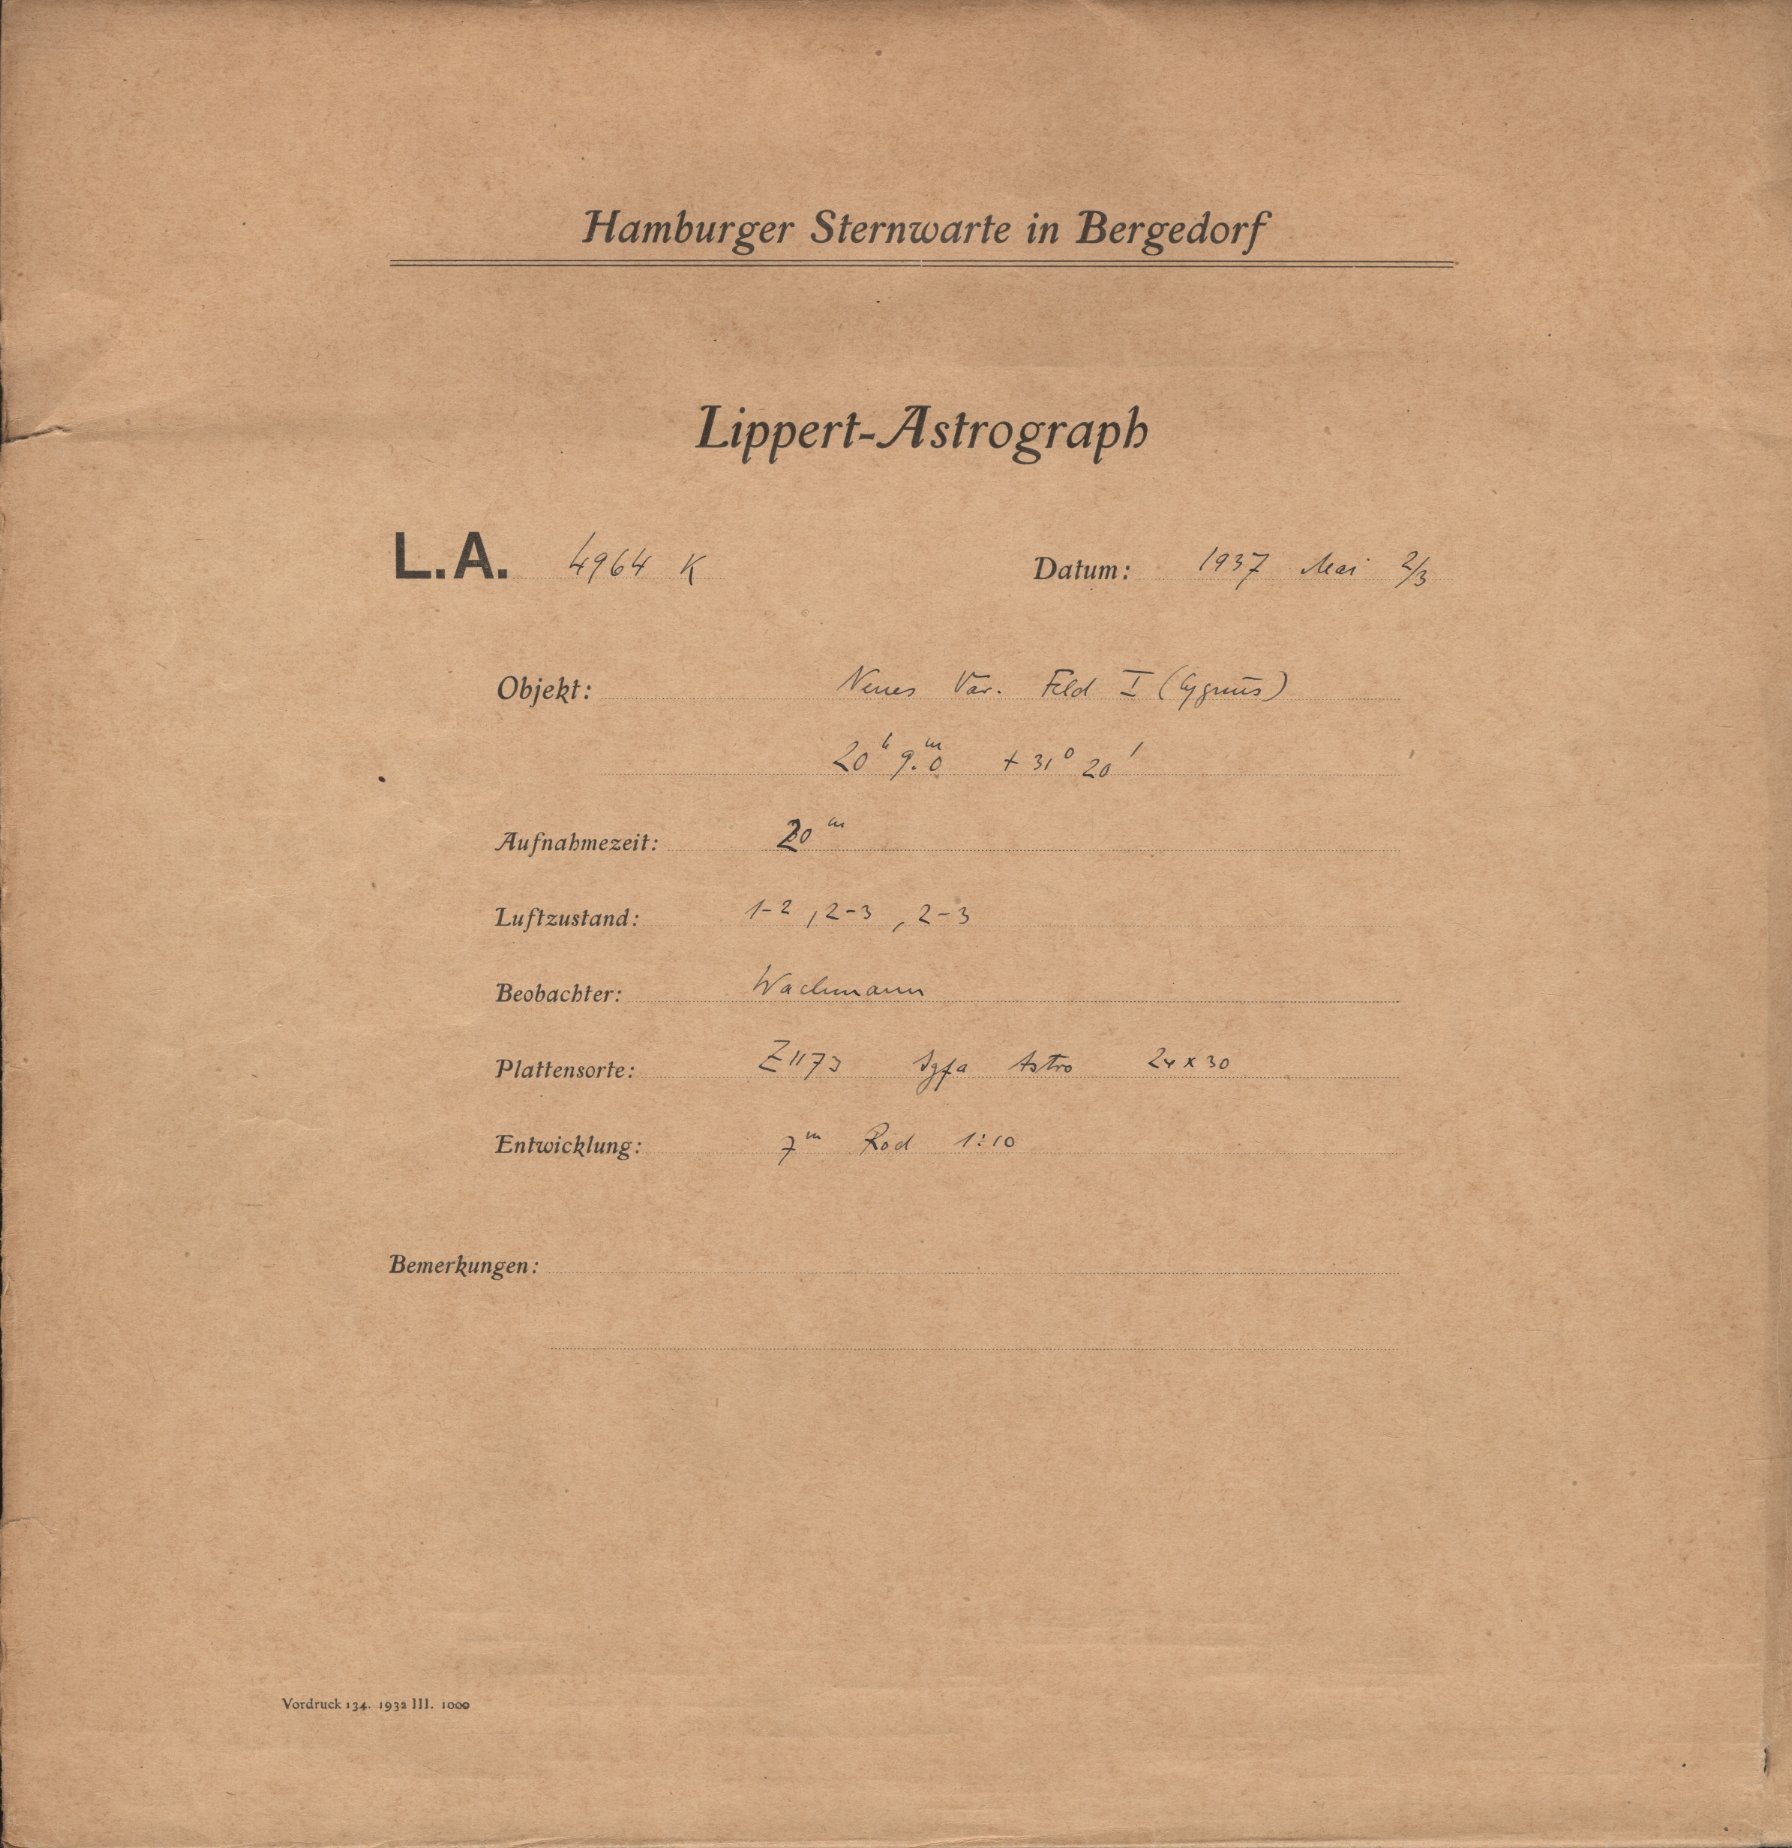 Hamburger Sternwarte in Bergedorf
Lippert-Astrograph
L.A. 4964 K Datum: 1937 Mai 2/3
Objekt: Neues Var. Feld I (Cygnus)
20ʰ 9.ᵐ0 + 31° 20'
Aufnahmezeit: 20ᵐ
Luftzustand: 1-2, 2-3, 2-3
Beobachter: Wachmann
Plattensorte: Z1173 Agfa Astro 24 x 30
Entwicklung: 7ᵐ Rod 1:10
Bemerkungen:
Vordruck 134. 1932 III. 1000